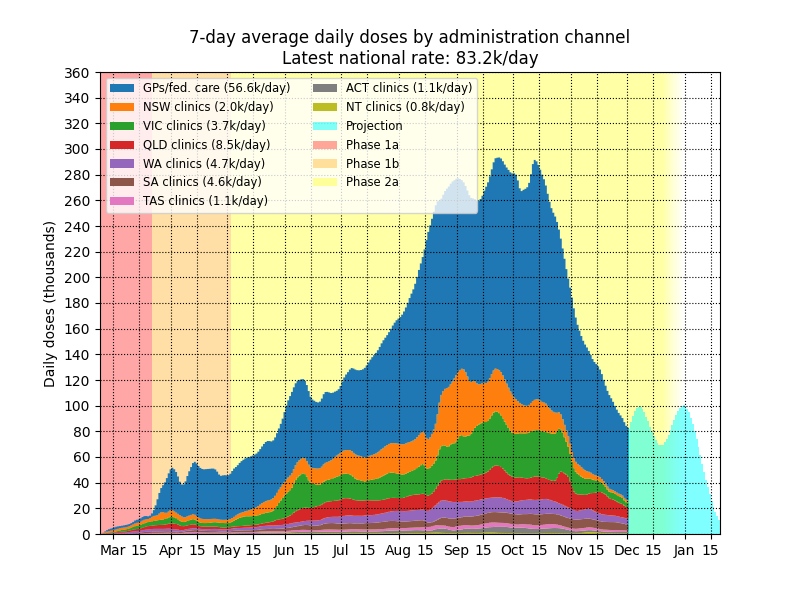 7-day average daily doses by administration channel
Latest national rate: 83.2k/day
Daily doses (thousands)
360
340
320
300
280
260
240
220
200
180
160
140
120
100
80
60
40
20
0
GPs/fed. care (56.6k/day)
NSW clinics (2.0k/day)
VIC clinics (3.7k/day)
QLD clinics (8.5k/day)
WA clinics (4.7k/day)
SA clinics (4.6k/day)
TAS clinics (1.1k/day)
ACT clinics (1.1k/day)
NT clinics (0.8k/day)
Projection
Phase 1a
Phase 1b
Phase 2a
Mar 15 Apr 15 May 15 Jun 15 Jul 15 Aug 15 Sep 15 Oct 15 Nov 15 Dec 15 Jan 15